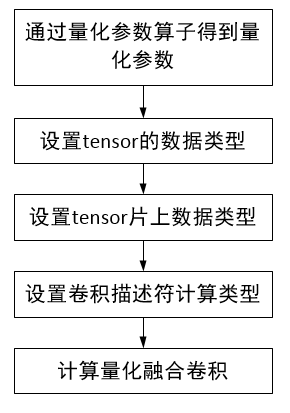 通过量化参数算子得到量
化参数
设置tensor的数据类型
设置tensor片上数据类型
设置卷积描述符计算类型
计算量化融合卷积